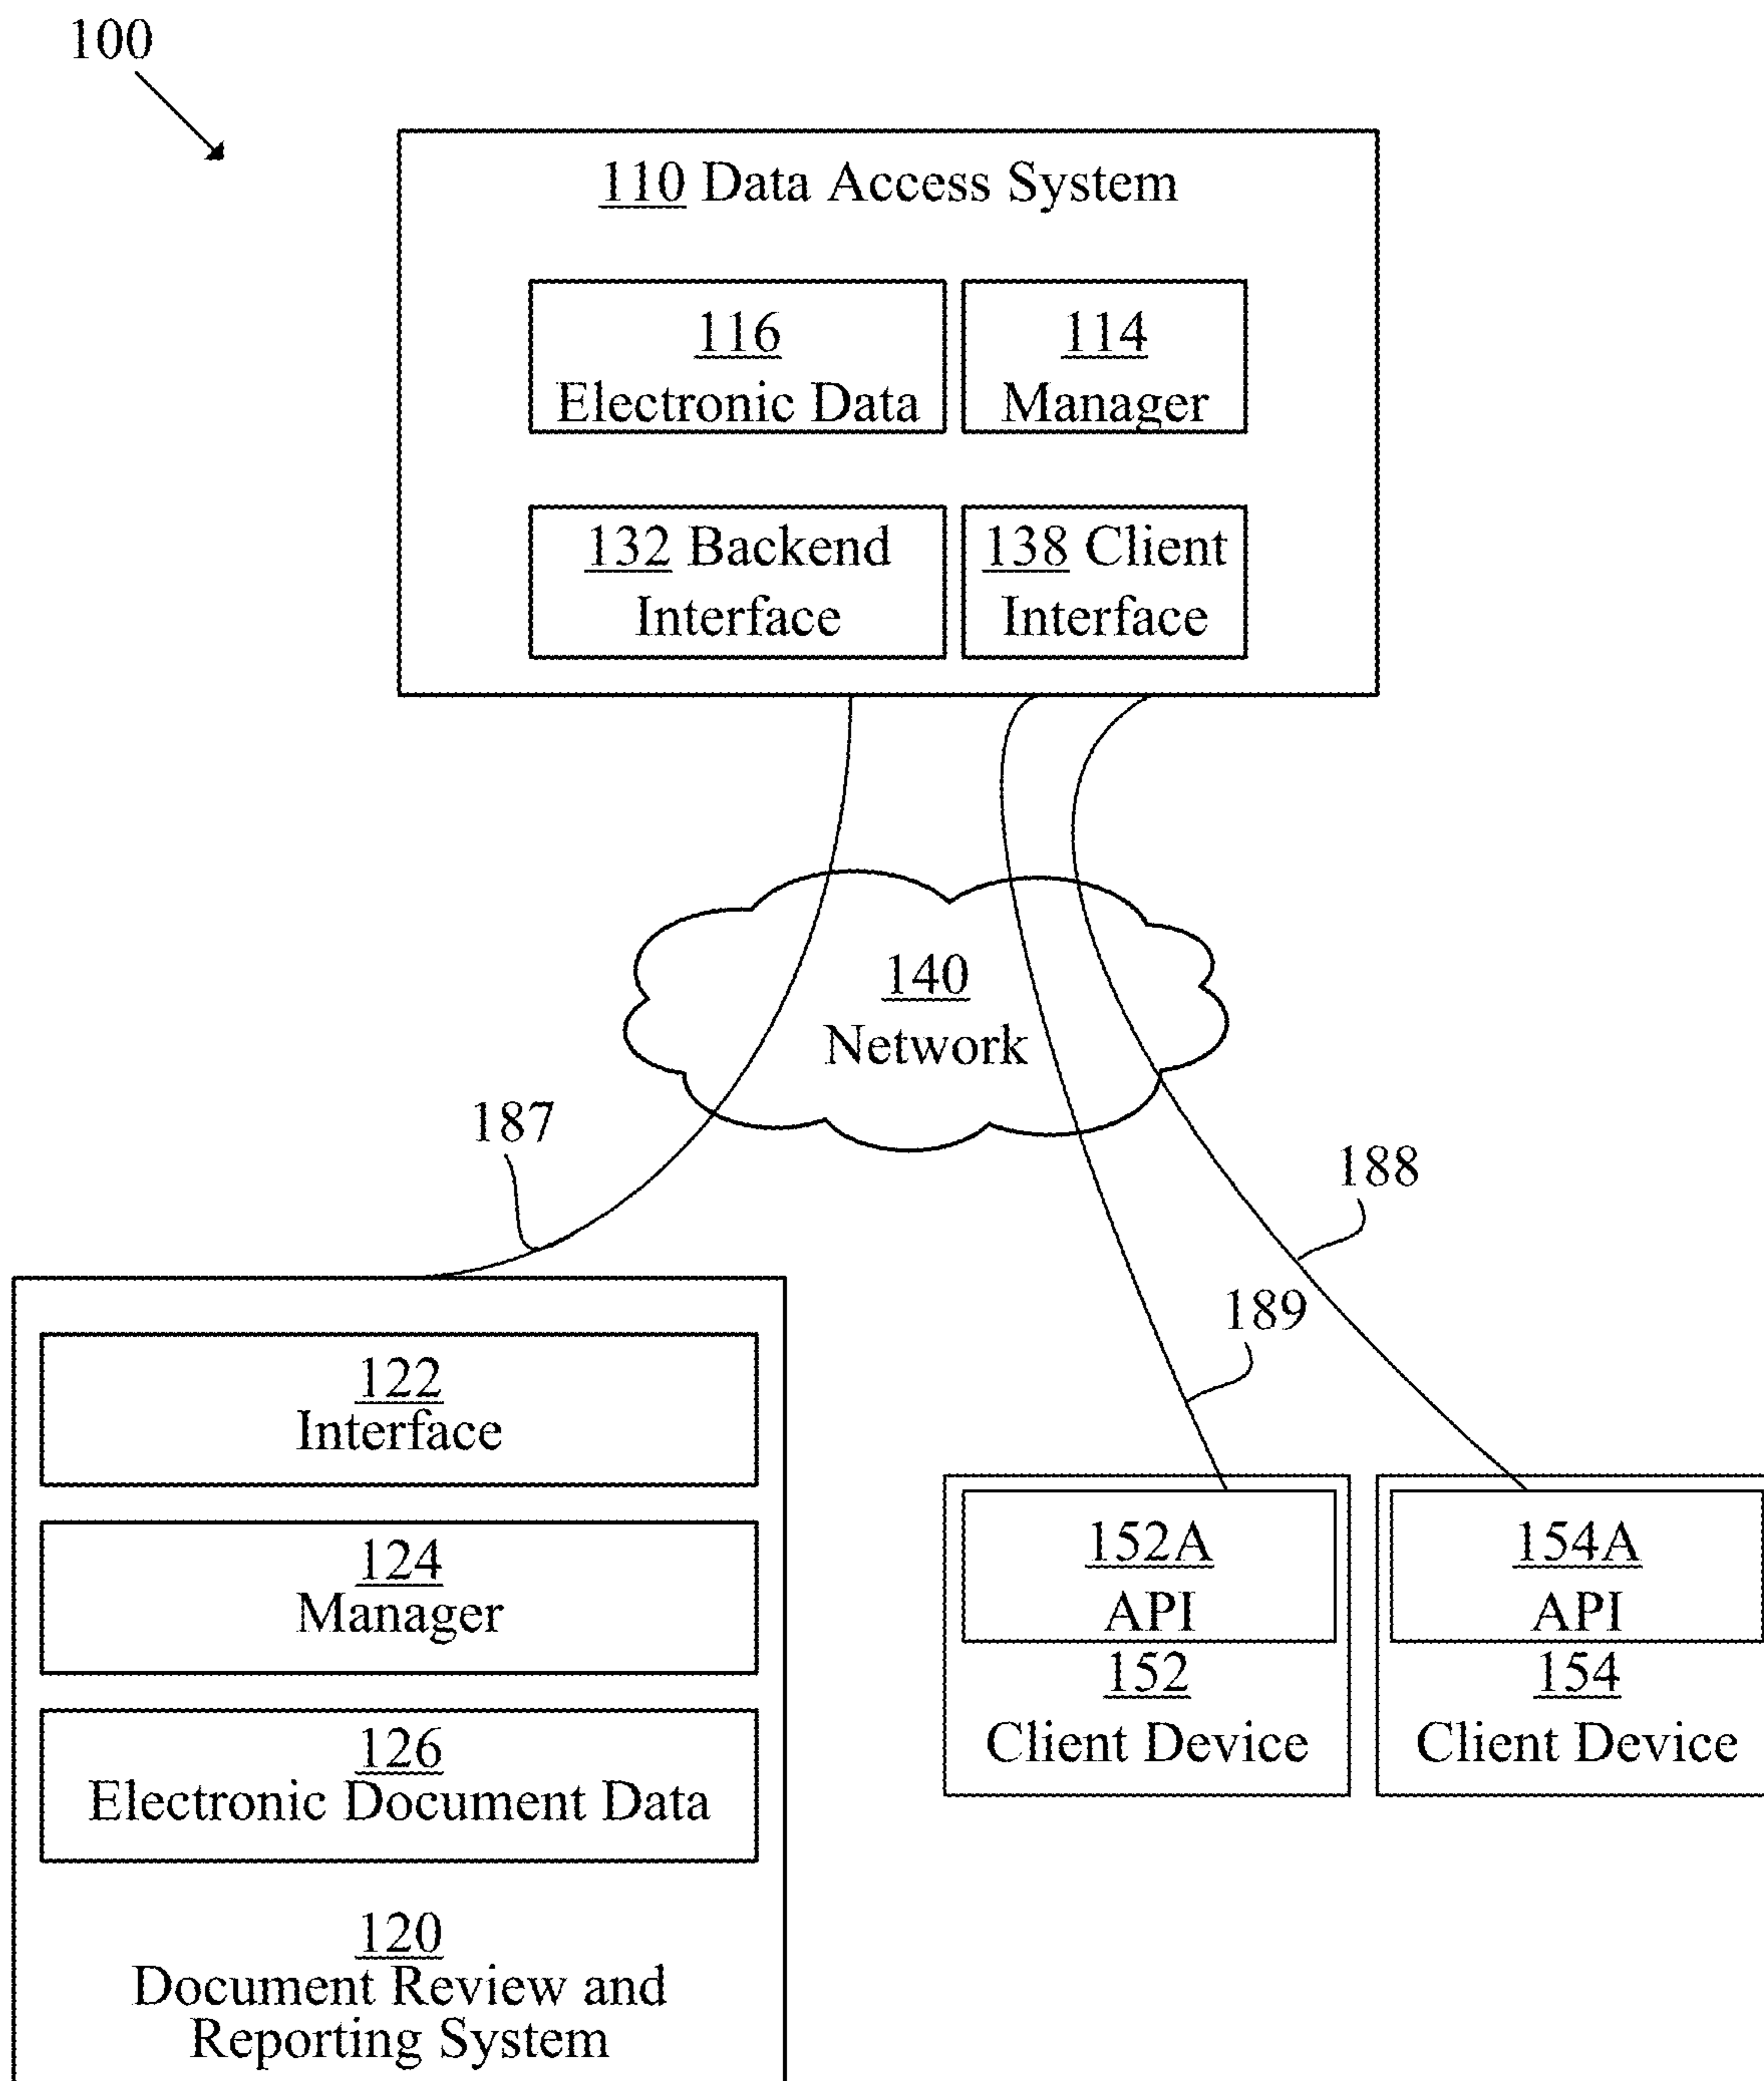 100
110 Data Access System
116
Electronic Data
114
Manager
132 Backend
Interface
138 Client
Interface
140
Network
187
188
189
122
Interface
124
Manager
126
Electronic Document Data
120
Document Review and
Reporting System
152A
API
152
Client Device
154A
API
154
Client Device